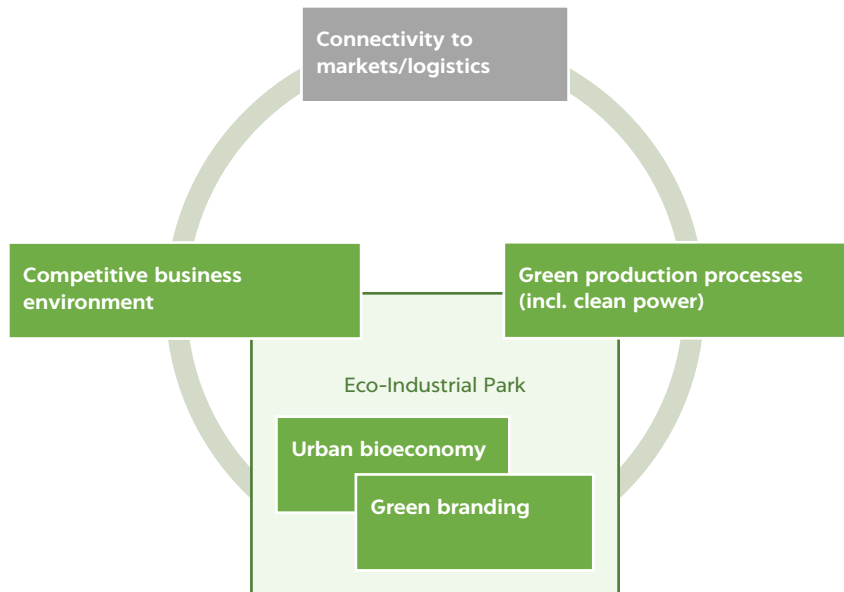 Connectivity to
markets/logistics
Competitive business
environment
Green production processes
(incl. clean power)
Eco-Industrial Park
Urban bioeconomy
Green branding